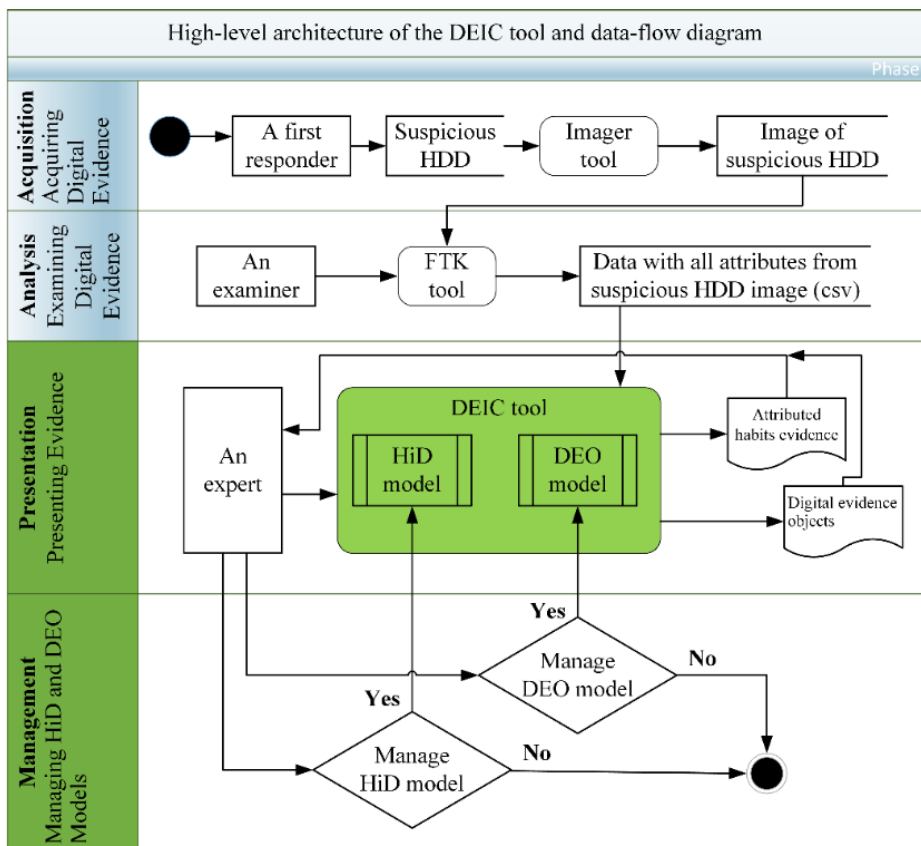 High-level architecture of the DEIC tool and data-flow diagram
Phase
Acquisition
Acquiring
Digital
Evidence
A first
responder
Suspicious
HDD
Imager
tool
Image of
suspicious HDD
Analysis
Examining
Digital
Evidence
An
examiner
FTK
tool
Data with all attributes from
suspicious HDD image (csv)
Presentation
Presenting Evidence
An
expert
DEIC tool
HiD
model
DEO
model
Attributed
habits evidence
Digital evidence
objects
Management
Managing HiD and DEO
Models
Yes
Manage
DEO model
No
Yes
Manage
HiD model
No